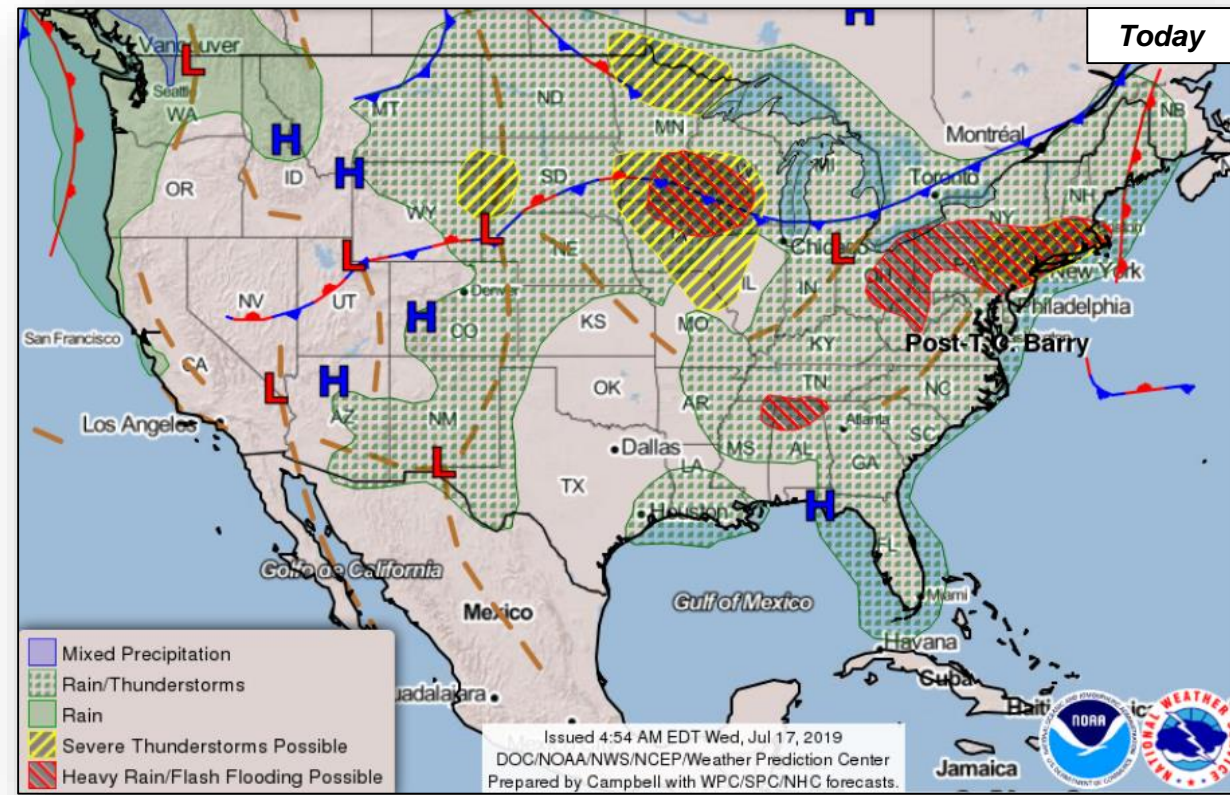 Today
Vancouver
Seattle
WA
MT
ND
MN
Montréal
NB
OR
ID
SD
MI
Toronto
NH
WY
NY
Boston
NE
IA
Chicago
PA
New York
NV
UT
Denver
IL
IN
OH
Philadelphia
San Francisco
CO
KS
MO
KY
Post-T.C. Barry
CA
OK
TN
NC
Los Angeles
AZ
NM
AR
Atlanta
SC
Dallas
MS
AL
GA
LA
TX
Houston
FL
Golfo de California
Mexico
Gulf of Mexico
Miami
Havana
Cuba
Jamaica
H
L
Mixed Precipitation
Rain/Thunderstorms
Rain
Severe Thunderstorms Possible
Heavy Rain/Flash Flooding Possible
Issued 4:54 AM EDT Wed, Jul 17, 2019
DOC/NOAA/NWS/NCEP/Weather Prediction Center
Prepared by Campbell with WPC/SPC/NHC forecasts.
NOAA